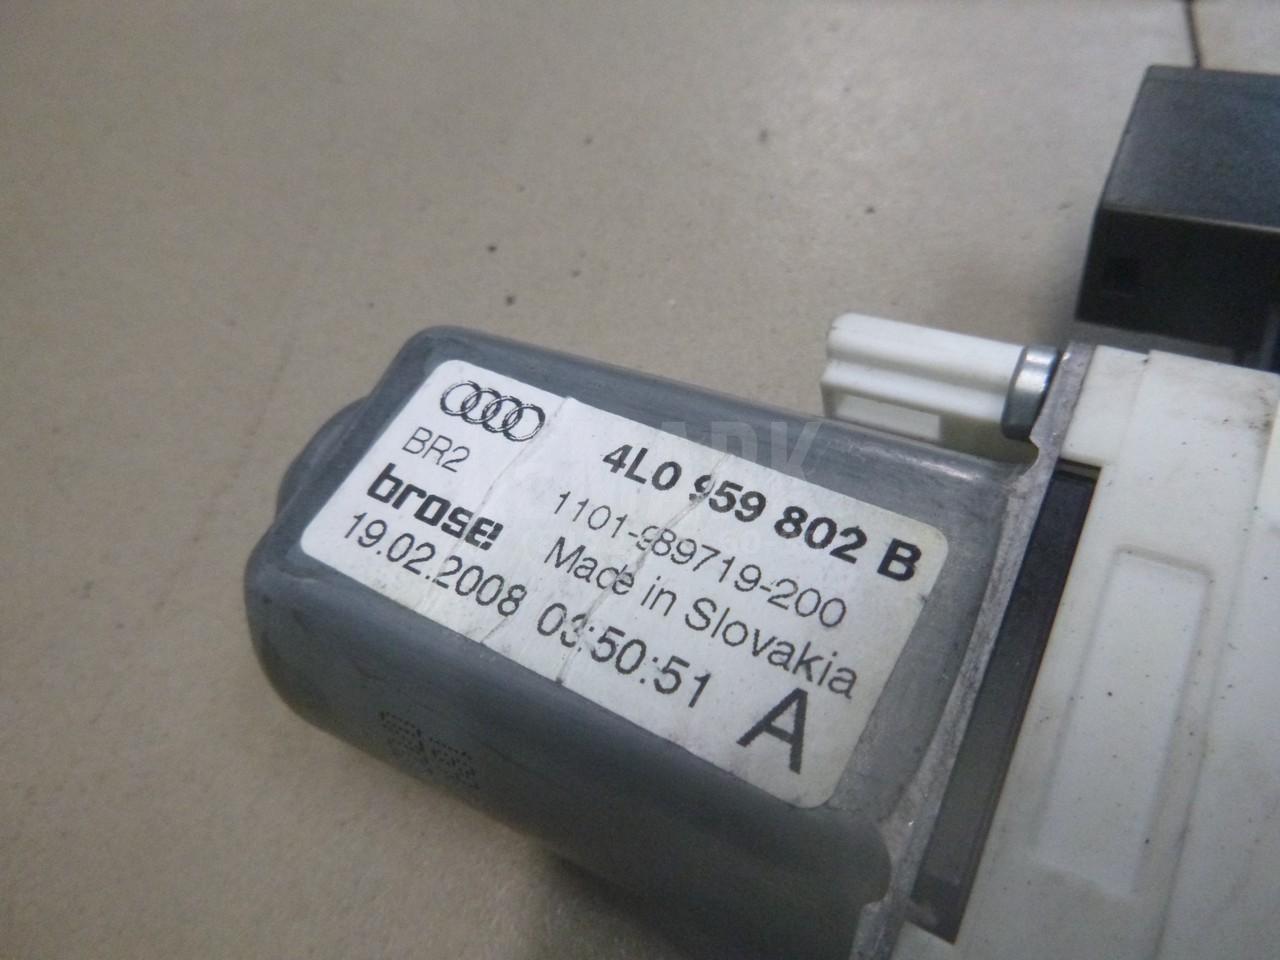 4L0 959 802 B
BR2
1101-989719-200
brose
Made in Slovakia
19.02.2008 03:50:51
A